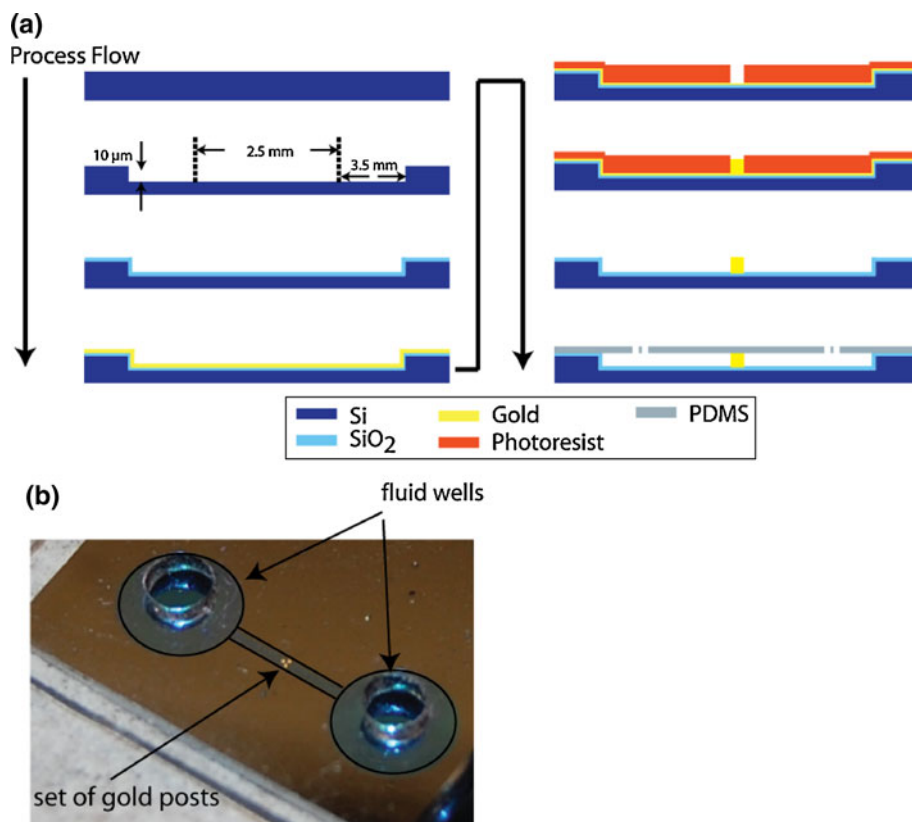 (a)
Process Flow
10 μm
2.5 mm
3.5 mm
Si
SiO2
Gold
Photoresist
PDMS
(b)
fluid wells
set of gold posts